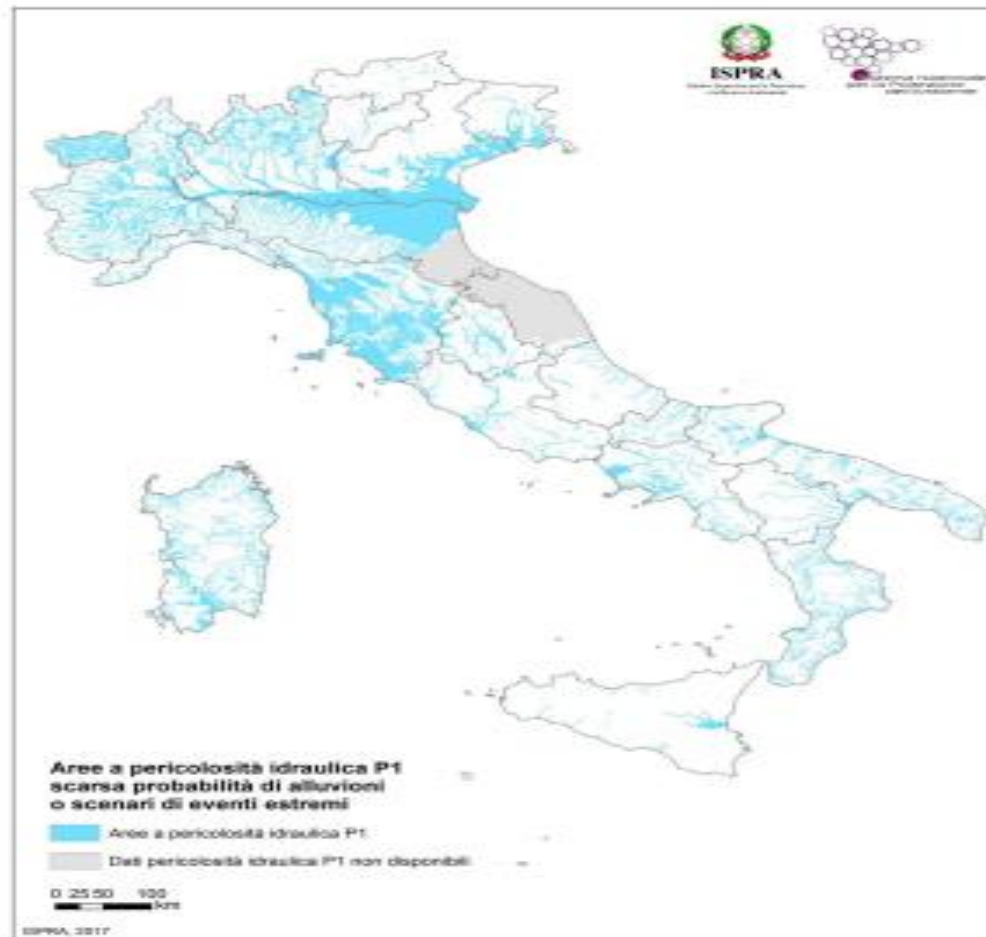 ISPRA
Aree a pericolosità idraulica P1
scarsa probabilità di alluvioni
o scenari di eventi estremi
Aree a pericolosità idraulica P1
Dati pericolosità idraulica P1 non disponibili
0 25 50 100
km
ISPRA, 2017